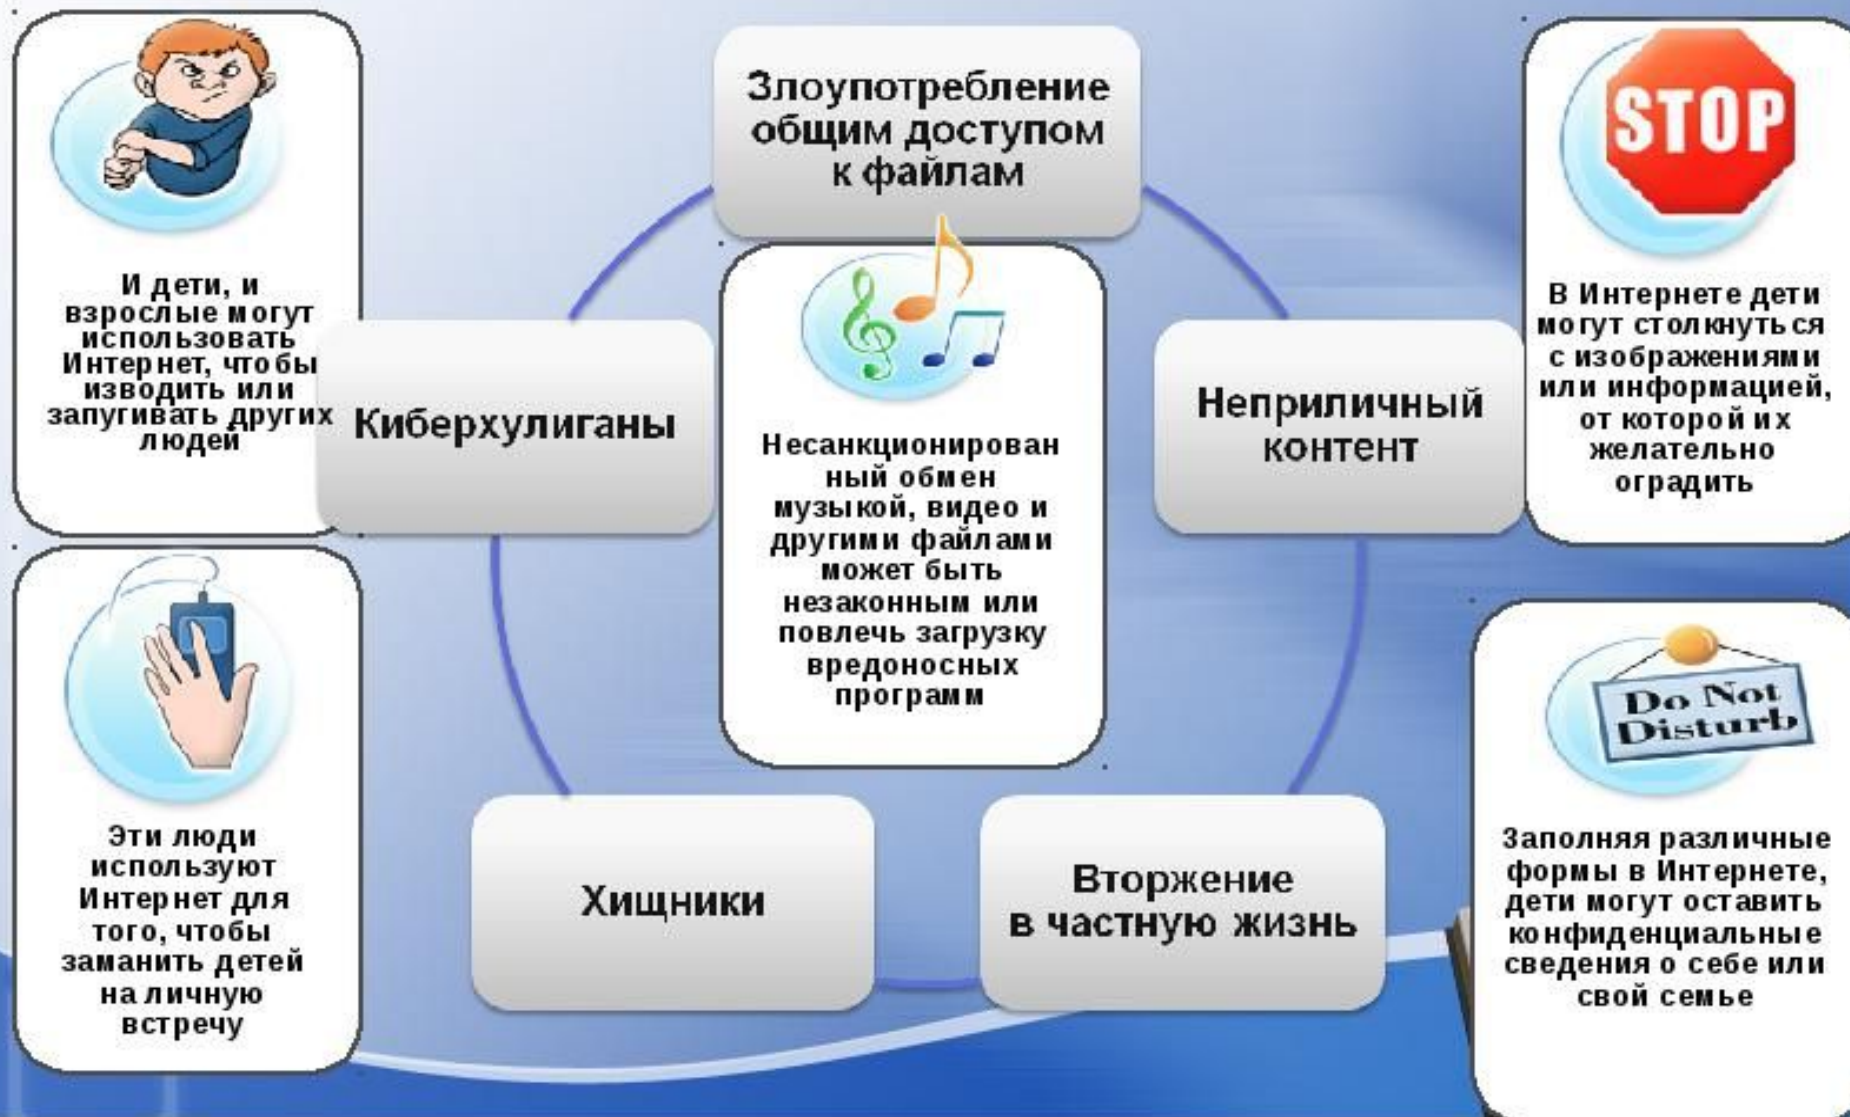 И дети, и
взрослые могут
использовать
Интернет, чтобы
изводить или
запугивать других
людей
Киберхулиганы
Злоупотребление
общим доступом
к файлам
Несанкционирован
ный обмен
музыкой, видео и
другими файлами
может быть
незаконным или
повлечь загрузку
вредоносных
программ
Неприличный
контент
STOP
В Интернете дети
могут столкнуться
с изображениями
или информацией,
от которой их
желательно
оградить
Эти люди
используют
Интернет для
того, чтобы
заманить детей
на личную
встречу
Хищники
Вторжение
в частную жизнь
Do Not
Disturb
Заполняя различные
формы в Интернете,
дети могут оставить
конфиденциальные
сведения о себе или
свой семье